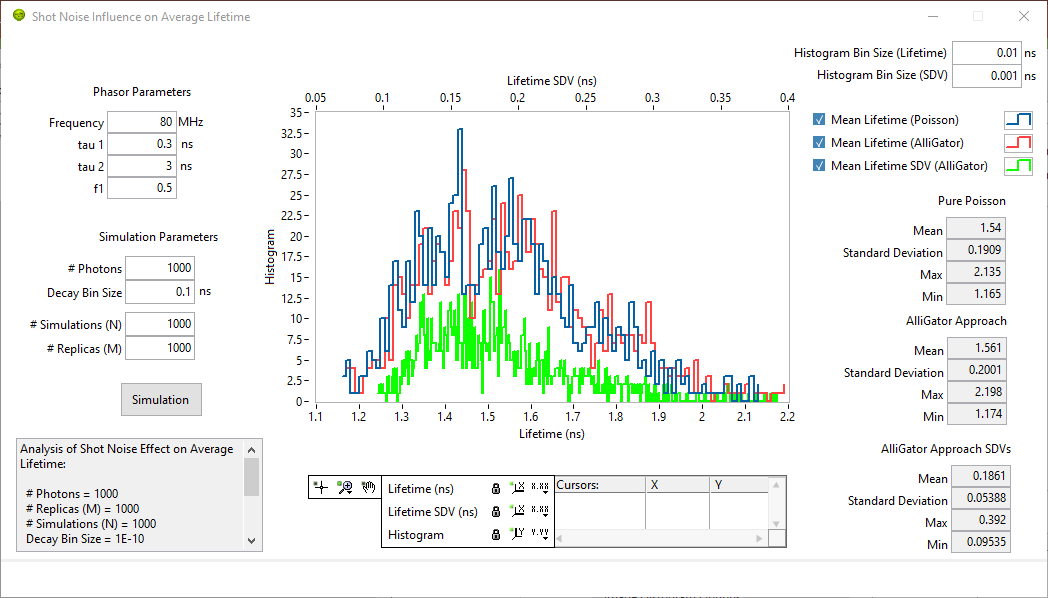 Shot Noise Influence on Average Lifetime
Histogram Bin Size (Lifetime) 0.01 ns
Histogram Bin Size (SDV) 0.001 ns
Phasor Parameters
Frequency 80 MHz
tau 1 0.3 ns
tau 2 3 ns
f1 0.5
Simulation Parameters
# Photons 1000
Decay Bin Size 0.1 ns
# Simulations (N) 1000
# Replicas (M) 1000
Simulation
Analysis of Shot Noise Effect on Average
Lifetime:
# Photons = 1000
# Replicas (M) = 1000
# Simulations (N) = 1000
Decay Bin Size = 1E-10
Lifetime SDV (ns)
0.05 0.1 0.15 0.2 0.25 0.3 0.35 0.4
Histogram
35
32.5
30
27.5
25
22.5
20
17.5
15
12.5
10
7.5
5
2.5
0
1.1 1.2 1.3 1.4 1.5 1.6 1.7 1.8 1.9 2 2.1 2.2
Lifetime (ns)
Lifetime (ns) X X.XX
Lifetime SDV (ns) X X.XX
Histogram Y Y.YY
Cursors: X Y
Mean Lifetime (Poisson)
Mean Lifetime (AlliGator)
Mean Lifetime SDV (AlliGator)
Pure Poisson
Mean 1.54
Standard Deviation 0.1909
Max 2.135
Min 1.165
AlliGator Approach
Mean 1.561
Standard Deviation 0.2001
Max 2.198
Min 1.174
AlliGator Approach SDVs
Mean 0.1861
Standard Deviation 0.05388
Max 0.392
Min 0.09535